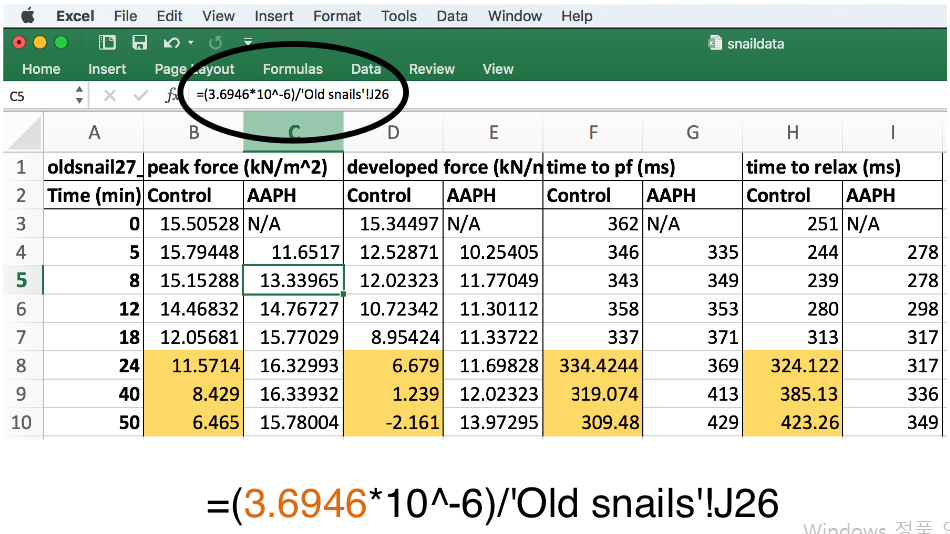 Excel File Edit View Insert Format Tools Data Window Help
snaildata
Home Insert Page Layout Formulas Data Review View
C5 fx =(3.6946*10^-6)/'Old snails'!J26
A B C D E F G H I
1 oldsnail27_ peak force (kN/m^2) developed force (kN/n time to pf (ms) time to relax (ms)
2 Time (min) Control AAPH Control AAPH Control AAPH Control AAPH
3 0 15.50528 N/A 15.34497 N/A 362 N/A 251 N/A
4 5 15.79448 11.6517 12.52871 10.25405 346 335 244 278
5 8 15.15288 13.33965 12.02323 11.77049 343 349 239 278
6 12 14.46832 14.76727 10.72342 11.30112 358 353 280 298
7 18 12.05681 15.77029 8.95424 11.33722 337 371 313 317
8 24 11.5714 16.32993 6.679 11.69828 334.4244 369 324.122 317
9 40 8.429 16.33932 1.239 12.02323 319.074 413 385.13 336
10 50 6.465 15.78004 -2.161 13.97295 309.48 429 423.26 349
=(3.6946*10^-6)/'Old snails'!J26
Windows 정품